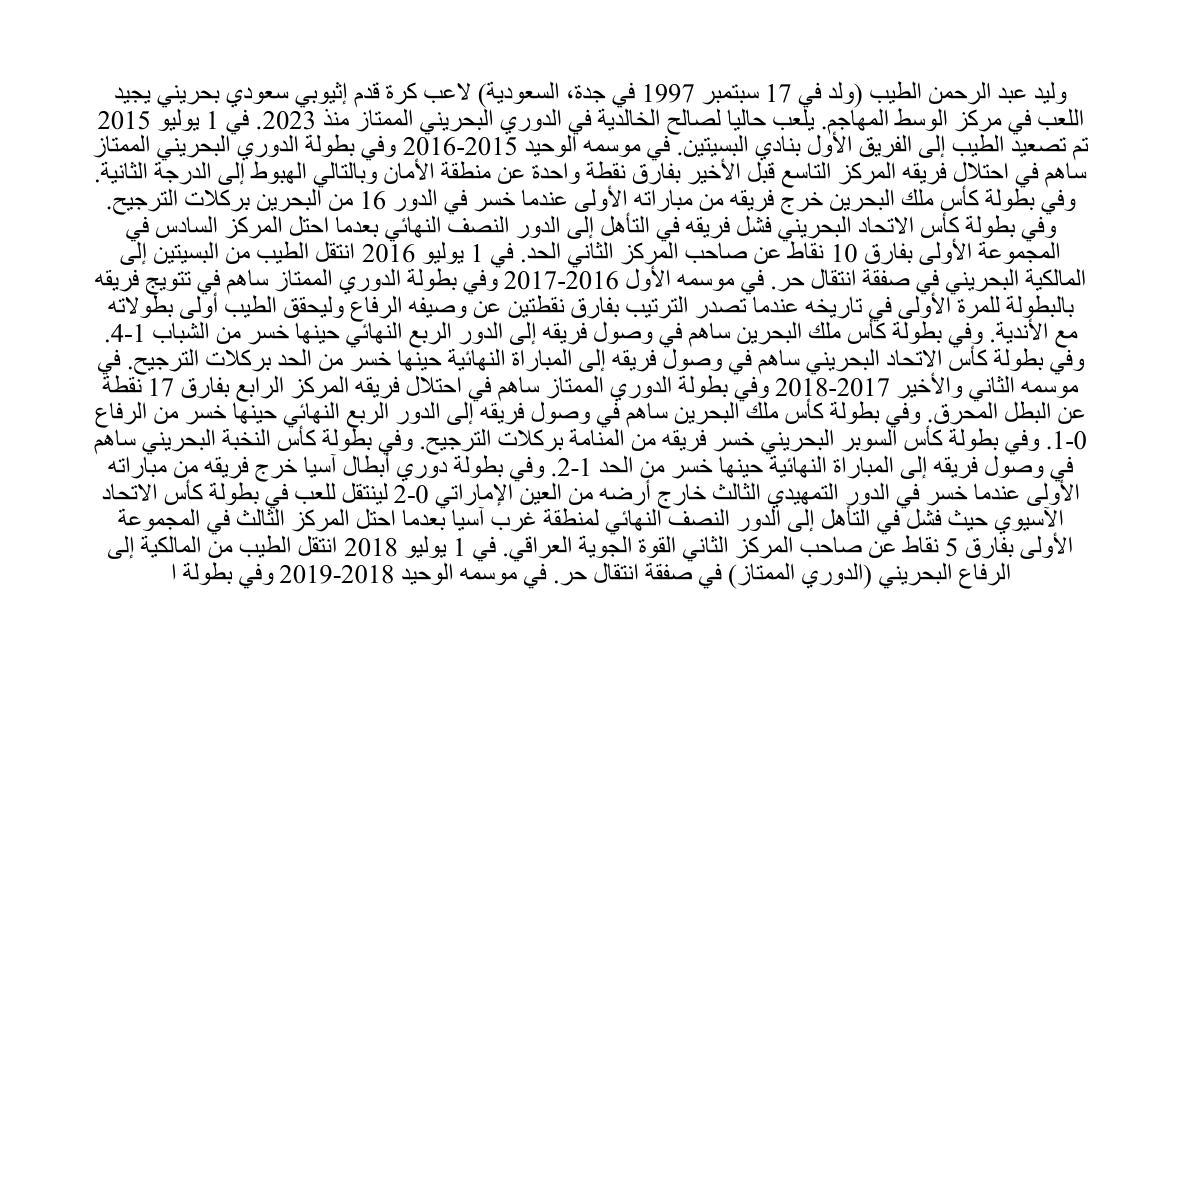 وليد عبد الرحمن الطيب (ولد في 17 سبتمبر 1997 في جدة، السعودية) لاعب كرة قدم إثيوبي سعودي بحريني يجيد
اللعب في مركز الوسط المهاجم. يلعب حاليا لصالح الخالدية في الدوري البحريني الممتاز منذ 2023. في 1 يوليو 2015
تم تصعيد الطيب إلى الفريق الأول بنادي البسيتين. في موسمه الوحيد 2015-2016 وفي بطولة الدوري البحريني الممتاز
ساهم في احتلال فريقه المركز التاسع قبل الأخير بفارق نقطة واحدة عن منطقة الأمان وبالتالي الهبوط إلى الدرجة الثانية.
وفي بطولة كأس ملك البحرين خرج فريقه من مباراته الأولى عندما خسر في الدور 16 من البحرين بركلات الترجيح.
وفي بطولة كأس الاتحاد البحريني فشل فريقه في التأهل إلى الدور النصف النهائي بعدما احتل المركز السادس في
المجموعة الأولى بفارق 10 نقاط عن صاحب المركز الثاني الحد. في 1 يوليو 2016 انتقل الطيب من البسيتين إلى
المالكية البحريني في صفقة انتقال حر. في موسمه الأول 2016-2017 وفي بطولة الدوري الممتاز ساهم في تتويج فريقه
بالبطولة للمرة الأولى في تاريخه عندما تصدر الترتيب بفارق نقطتين عن وصيفه الرفاع وليحقق الطيب أولى بطولاته
مع الأندية. وفي بطولة كأس ملك البحرين ساهم في وصول فريقه إلى الدور الربع النهائي حينها خسر من الشباب 1-4.
وفي بطولة كأس الاتحاد البحريني ساهم في وصول فريقه إلى المباراة النهائية حينها خسر من الحد بركلات الترجيح. في
موسمه الثاني والأخير 2017-2018 وفي بطولة الدوري الممتاز ساهم في احتلال فريقه المركز الرابع بفارق 17 نقطة
عن البطل المحرق. وفي بطولة كأس ملك البحرين ساهم في وصول فريقه إلى الدور الربع النهائي حينها خسر من الرفاع
0-1. وفي بطولة كأس السوبر البحريني خسر فريقه من المنامة بركلات الترجيح. وفي بطولة كأس النخبة البحريني ساهم
في وصول فريقه إلى المباراة النهائية حينها خسر من الحد 1-2. وفي بطولة دوري أبطال آسيا خرج فريقه من مباراته
الأولى عندما خسر في الدور التمهيدي الثالث خارج أرضه من العين الإماراتي 0-2 لينتقل للعب في بطولة كأس الاتحاد
الآسيوي حيث فشل في التأهل إلى الدور النصف النهائي لمنطقة غرب آسيا بعدما احتل المركز الثالث في المجموعة
الأولى بفارق 5 نقاط عن صاحب المركز الثاني القوة الجوية العراقي. في 1 يوليو 2018 انتقل الطيب من المالكية إلى
الرفاع البحريني (الدوري الممتاز) في صفقة انتقال حر. في موسمه الوحيد 2018-2019 وفي بطولة ا